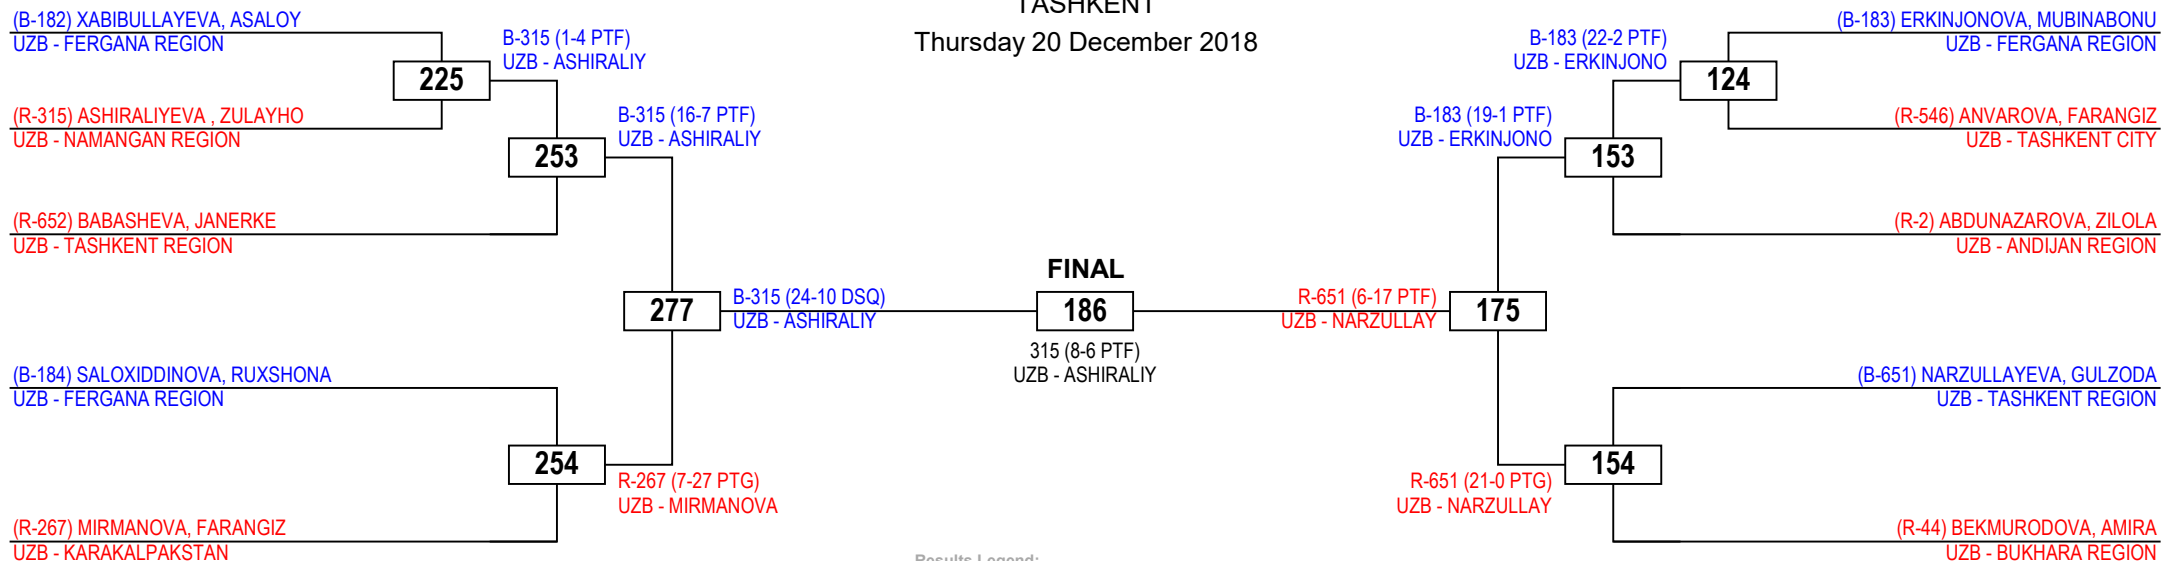 TASHKENT
Thursday 20 December 2018
(B-182) XABIBULLAYEVA, ASALOY
UZB - FERGANA REGION
B-315 (1-4 PTF)
UZB - ASHIRALIY
225
(R-315) ASHIRALIYEVA , ZULAYHO
UZB - NAMANGAN REGION
B-315 (16-7 PTF)
UZB - ASHIRALIY
253
(R-652) BABASHEVA, JANERKE
UZB - TASHKENT REGION
277
B-315 (24-10 DSQ)
UZB - ASHIRALIY
(B-184) SALOXIDDINOVA, RUXSHONA
UZB - FERGANA REGION
254
R-267 (7-27 PTG)
UZB - MIRMANOVA
(R-267) MIRMANOVA, FARANGIZ
UZB - KARAKALPAKSTAN
FINAL
186
315 (8-6 PTF)
UZB - ASHIRALIY
(B-183) ERKINJONOVA, MUBINABONU
UZB - FERGANA REGION
B-183 (22-2 PTF)
UZB - ERKINJONO
124
(R-546) ANVAROVA, FARANGIZ
UZB - TASHKENT CITY
B-183 (19-1 PTF)
UZB - ERKINJONO
153
(R-2) ABDUNAZAROVA, ZILOLA
UZB - ANDIJAN REGION
R-651 (6-17 PTF)
UZB - NARZULLAY
175
(B-651) NARZULLAYEVA, GULZODA
UZB - TASHKENT REGION
154
R-651 (21-0 PTG)
UZB - NARZULLAY
(R-44) BEKMURODOVA, AMIRA
UZB - BUKHARA REGION
Results Legend: